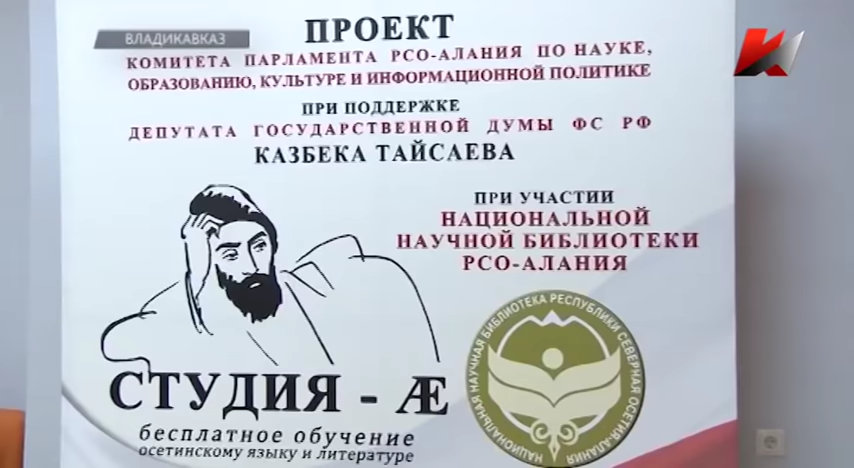 ВЛАДИКАВКАЗ
ПРОЕКТ
КОМИТЕТА ПАРЛАМЕНТА РСО-АЛАНИЯ ПО НАУКЕ,
ОБРАЗОВАНИЮ, КУЛЬТУРЕ И ИНФОРМАЦИОННОЙ ПОЛИТИКЕ
ПРИ ПОДДЕРЖКЕ
ДЕПУТАТА ГОСУДАРСТВЕННОЙ ДУМЫ ФС РФ
КАЗБЕКА ТАЙСАЕВА
ПРИ УЧАСТИИ
НАЦИОНАЛЬНОЙ
НАУЧНОЙ БИБЛИОТЕКИ
РСО-АЛАНИЯ
НАЦИОНАЛЬНАЯ НАУЧНАЯ БИБЛИОТЕКА РЕСПУБЛИКИ СЕВЕРНАЯ ОСЕТИЯ-АЛАНИЯ
СТУДИЯ - Æ
бесплатное обучение
осетинскому языку и литературе